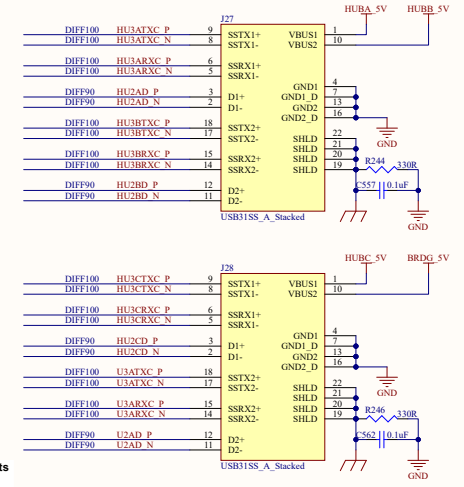 HUBA_5V HUBB_5V
J27
DIFF100 HU3ATXC_P 9 SSTX1+ VBUS1 1
DIFF100 HU3ATXC_N 8 SSTX1- VBUS2 10
DIFF100 HU3ARXC_P 6 SSRX1+
DIFF100 HU3ARXC_N 5 SSRX1-
GND1 4
DIFF90 HU2AD_P 3 D1+ GND1_D 7
DIFF90 HU2AD_N 2 D1- GND2 13
GND2_D 16
DIFF100 HU3BTXC_P 18 SSTX2+
DIFF100 HU3BTXC_N 17 SSTX2- SHLD 22
GND
SHLD 21
DIFF100 HU3BRXC_P 15 SSRX2+ SHLD 20
DIFF100 HU3BRXC_N 14 SSRX2- SHLD 19
R244 330R
DIFF90 HU2BD_P 12 D2+
C557 0.1uF
DIFF90 HU2BD_N 11 D2-
USB31SS_A_Stacked
GND
HUBC_5V BRDG_5V
J28
DIFF100 HU3CTXC_P 9 SSTX1+ VBUS1 1
DIFF100 HU3CTXC_N 8 SSTX1- VBUS2 10
DIFF100 HU3CRXC_P 6 SSRX1+
DIFF100 HU3CRXC_N 5 SSRX1-
GND1 4
DIFF90 HU2CD_P 3 D1+ GND1_D 7
DIFF90 HU2CD_N 2 D1- GND2 13
GND2_D 16
DIFF100 U3ATXC_P 18 SSTX2+
DIFF100 U3ATXC_N 17 SSTX2- SHLD 22
GND
SHLD 21
DIFF100 U3ARXC_P 15 SSRX2+ SHLD 20
DIFF100 U3ARXC_N 14 SSRX2- SHLD 19
R246 330R
DIFF90 U2AD_P 12 D2+
C562 0.1uF
DIFF90 U2AD_N 11 D2-
USB31SS_A_Stacked
GND